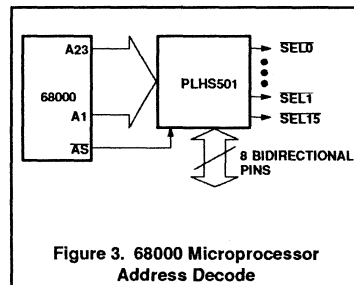 A23
68000
A1
AS
PLHS501
SEL0
SEL1
SEL15
8 BIDIRECTIONAL
PINS
Figure 3. 68000 Microprocessor
Address Decode